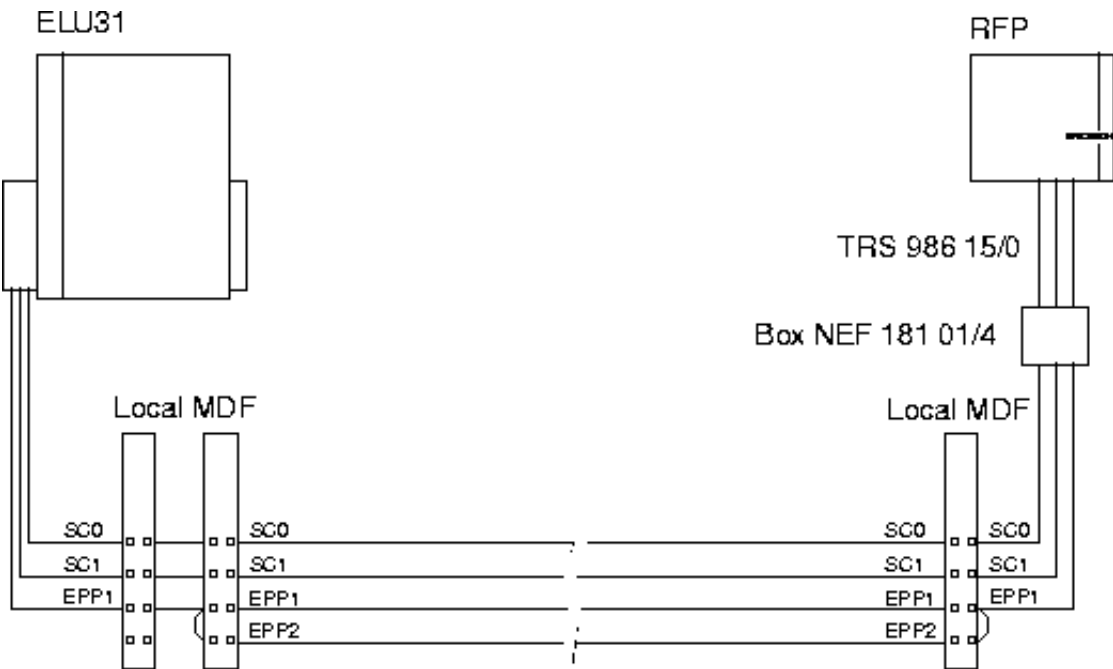 ELU31
RFP
TRS 986 15/0
Box NEF 181 01/4
Local MDF
Local MDF
SC0 SC0 SC0 SC0
SC1 SC1 SC1 SC1
EPP1 EPP1 EPP1 EPP1
EPP2 EPP2